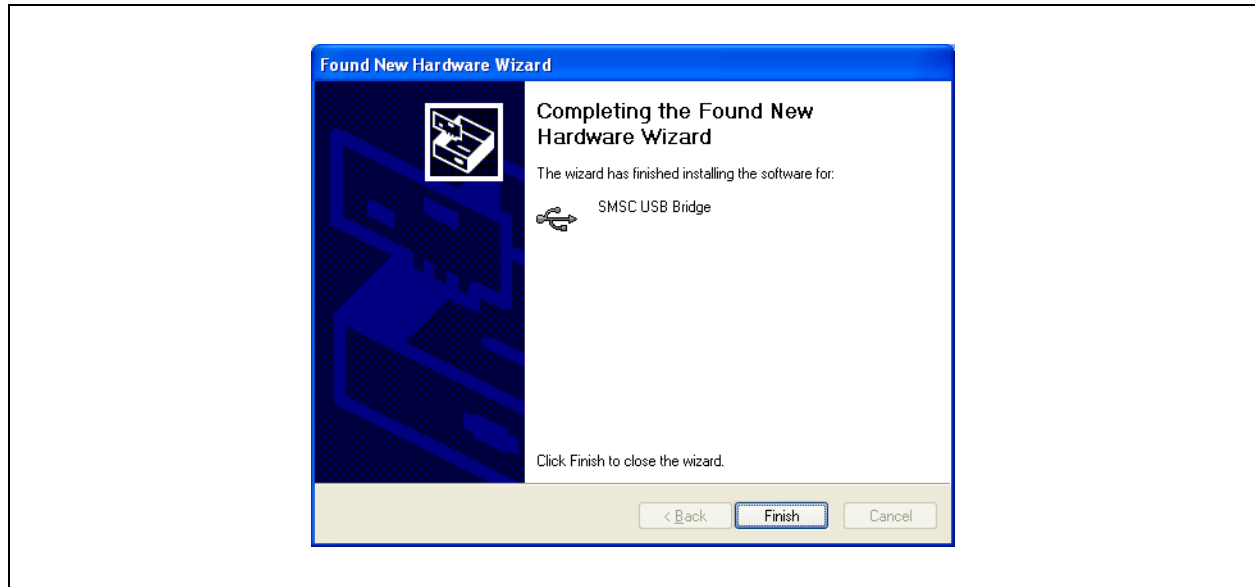 Found New Hardware Wizard
Completing the Found New
Hardware Wizard
The wizard has finished installing the software for:
SMSC USB Bridge
Click Finish to close the wizard.
< Back Finish Cancel